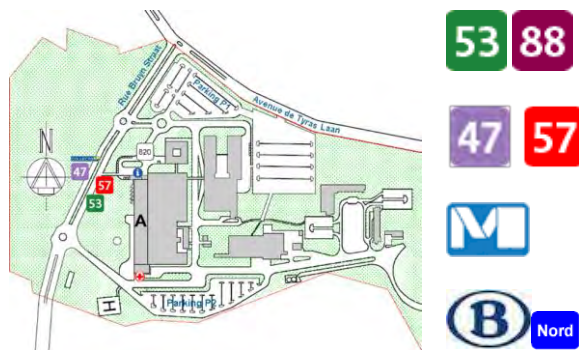 Rue Bruyn Straat
Parking P1
Avenue de Tyras Laan
N
820
i
47
57
53
A
H
Parking P2
53
88
47
57
M
B
Nord